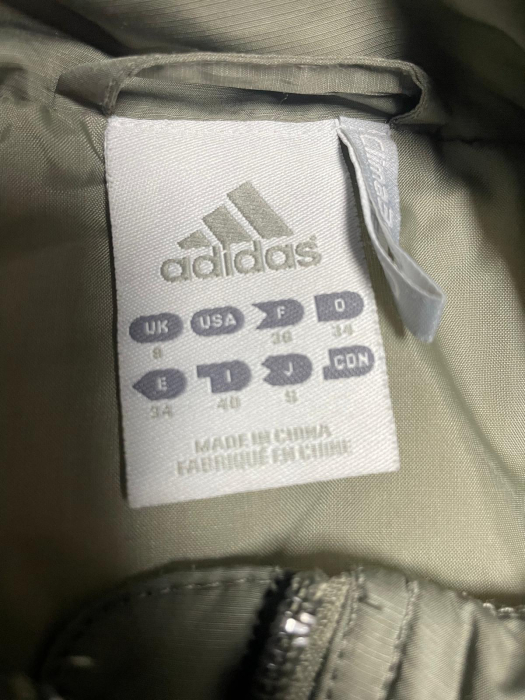 adidas
UK USA F D
8 36 34
E I J CDN
34 40 S
MADE IN CHINA
FABRIQUÉ EN CHINE